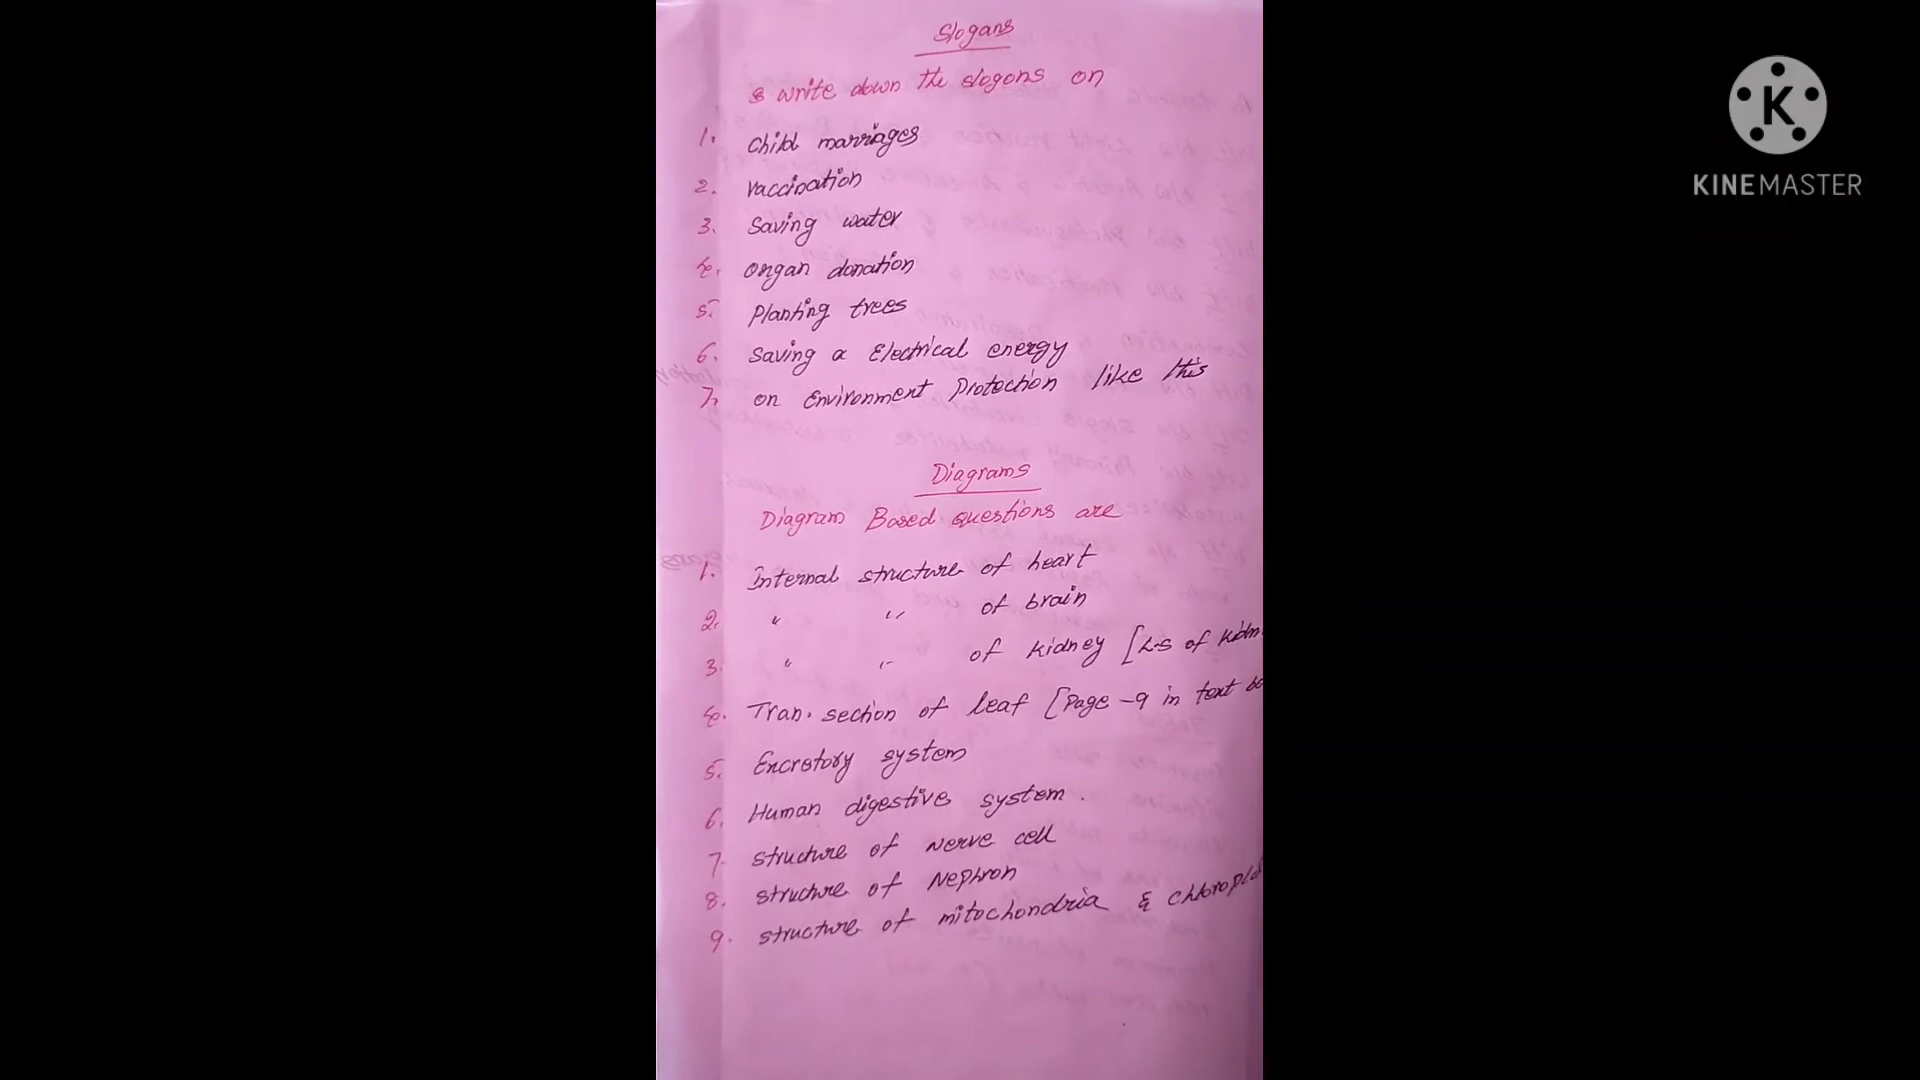 Slogans
& write down the slogons on
1. Child marriages
2. Vaccination
3. Saving water
4. Organ donation
5. Planting trees
6. Saving a Electrical energy
7. on Environment Protection like this
Diagrams
Diagram Based questions are
1. Internal structure of heart
2. " " of brain
3. " " of kidney [L-S of Kidn
4. Tran. section of leaf [Page -9 in text bo
5. Excretory system
6. Human digestive system.
7. Structure of Nerve cell
8. Structure of Nephron
9. Structure of mitochondria & chloropla
KINEMASTER